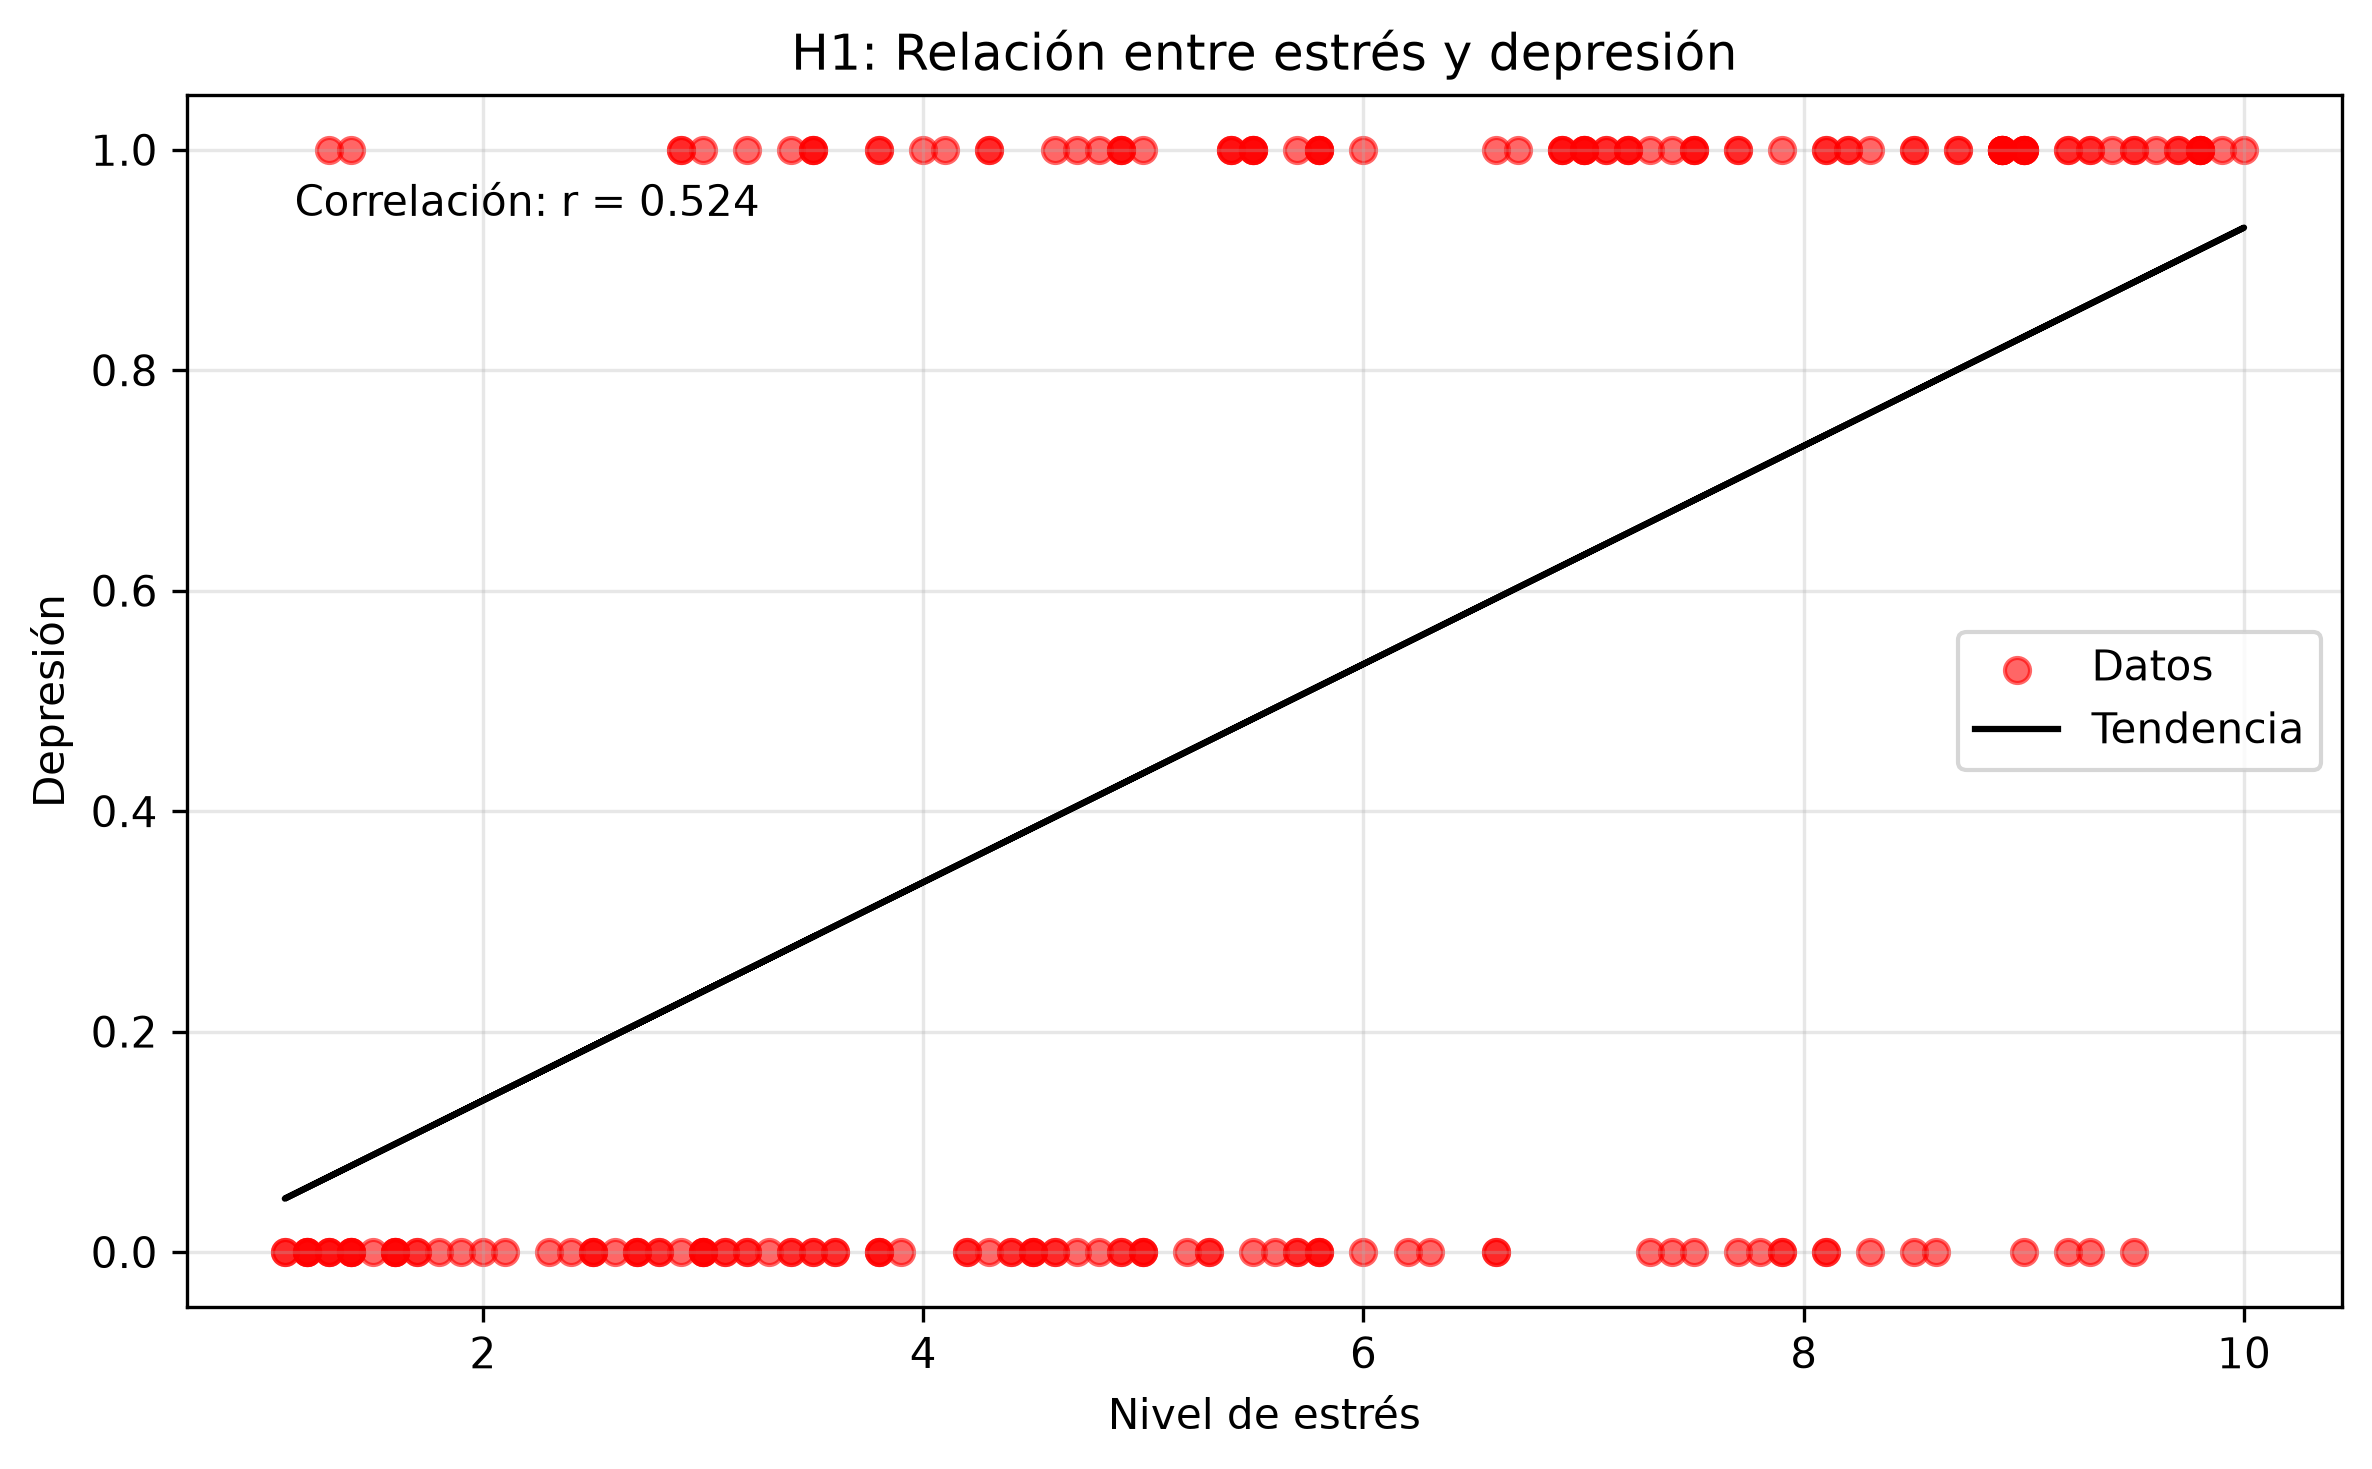 H1: Relación entre estrés y depresión
1.0
Correlación: r = 0.524
0.8
0.6
0.4
0.2
0.0
Depresión
Datos
Tendencia
2 4 6 8 10
Nivel de estrés